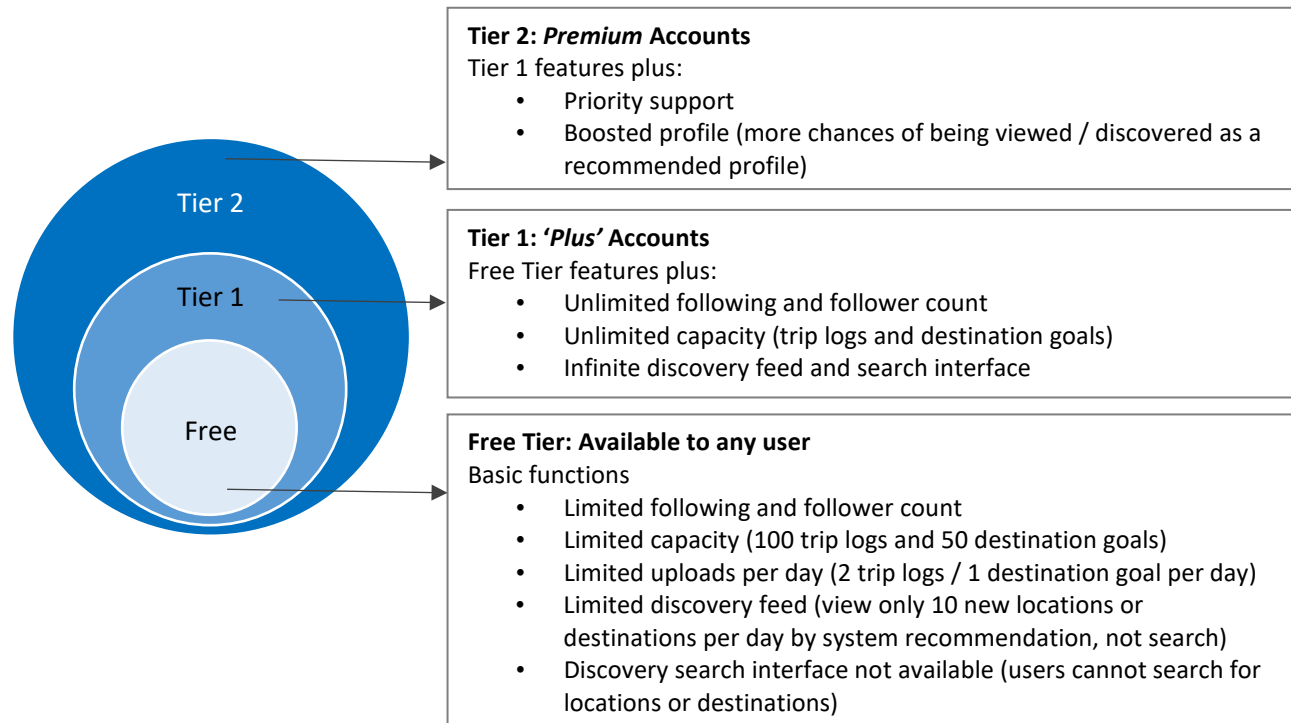 Tier 2
Tier 1
Free
Tier 2: Premium Accounts
Tier 1 features plus:
• Priority support
• Boosted profile (more chances of being viewed / discovered as a
recommended profile)
Tier 1: ‘Plus’ Accounts
Free Tier features plus:
• Unlimited following and follower count
• Unlimited capacity (trip logs and destination goals)
• Infinite discovery feed and search interface
Free Tier: Available to any user
Basic functions
• Limited following and follower count
• Limited capacity (100 trip logs and 50 destination goals)
• Limited uploads per day (2 trip logs / 1 destination goal per day)
• Limited discovery feed (view only 10 new locations or
destinations per day by system recommendation, not search)
• Discovery search interface not available (users cannot search for
locations or destinations)